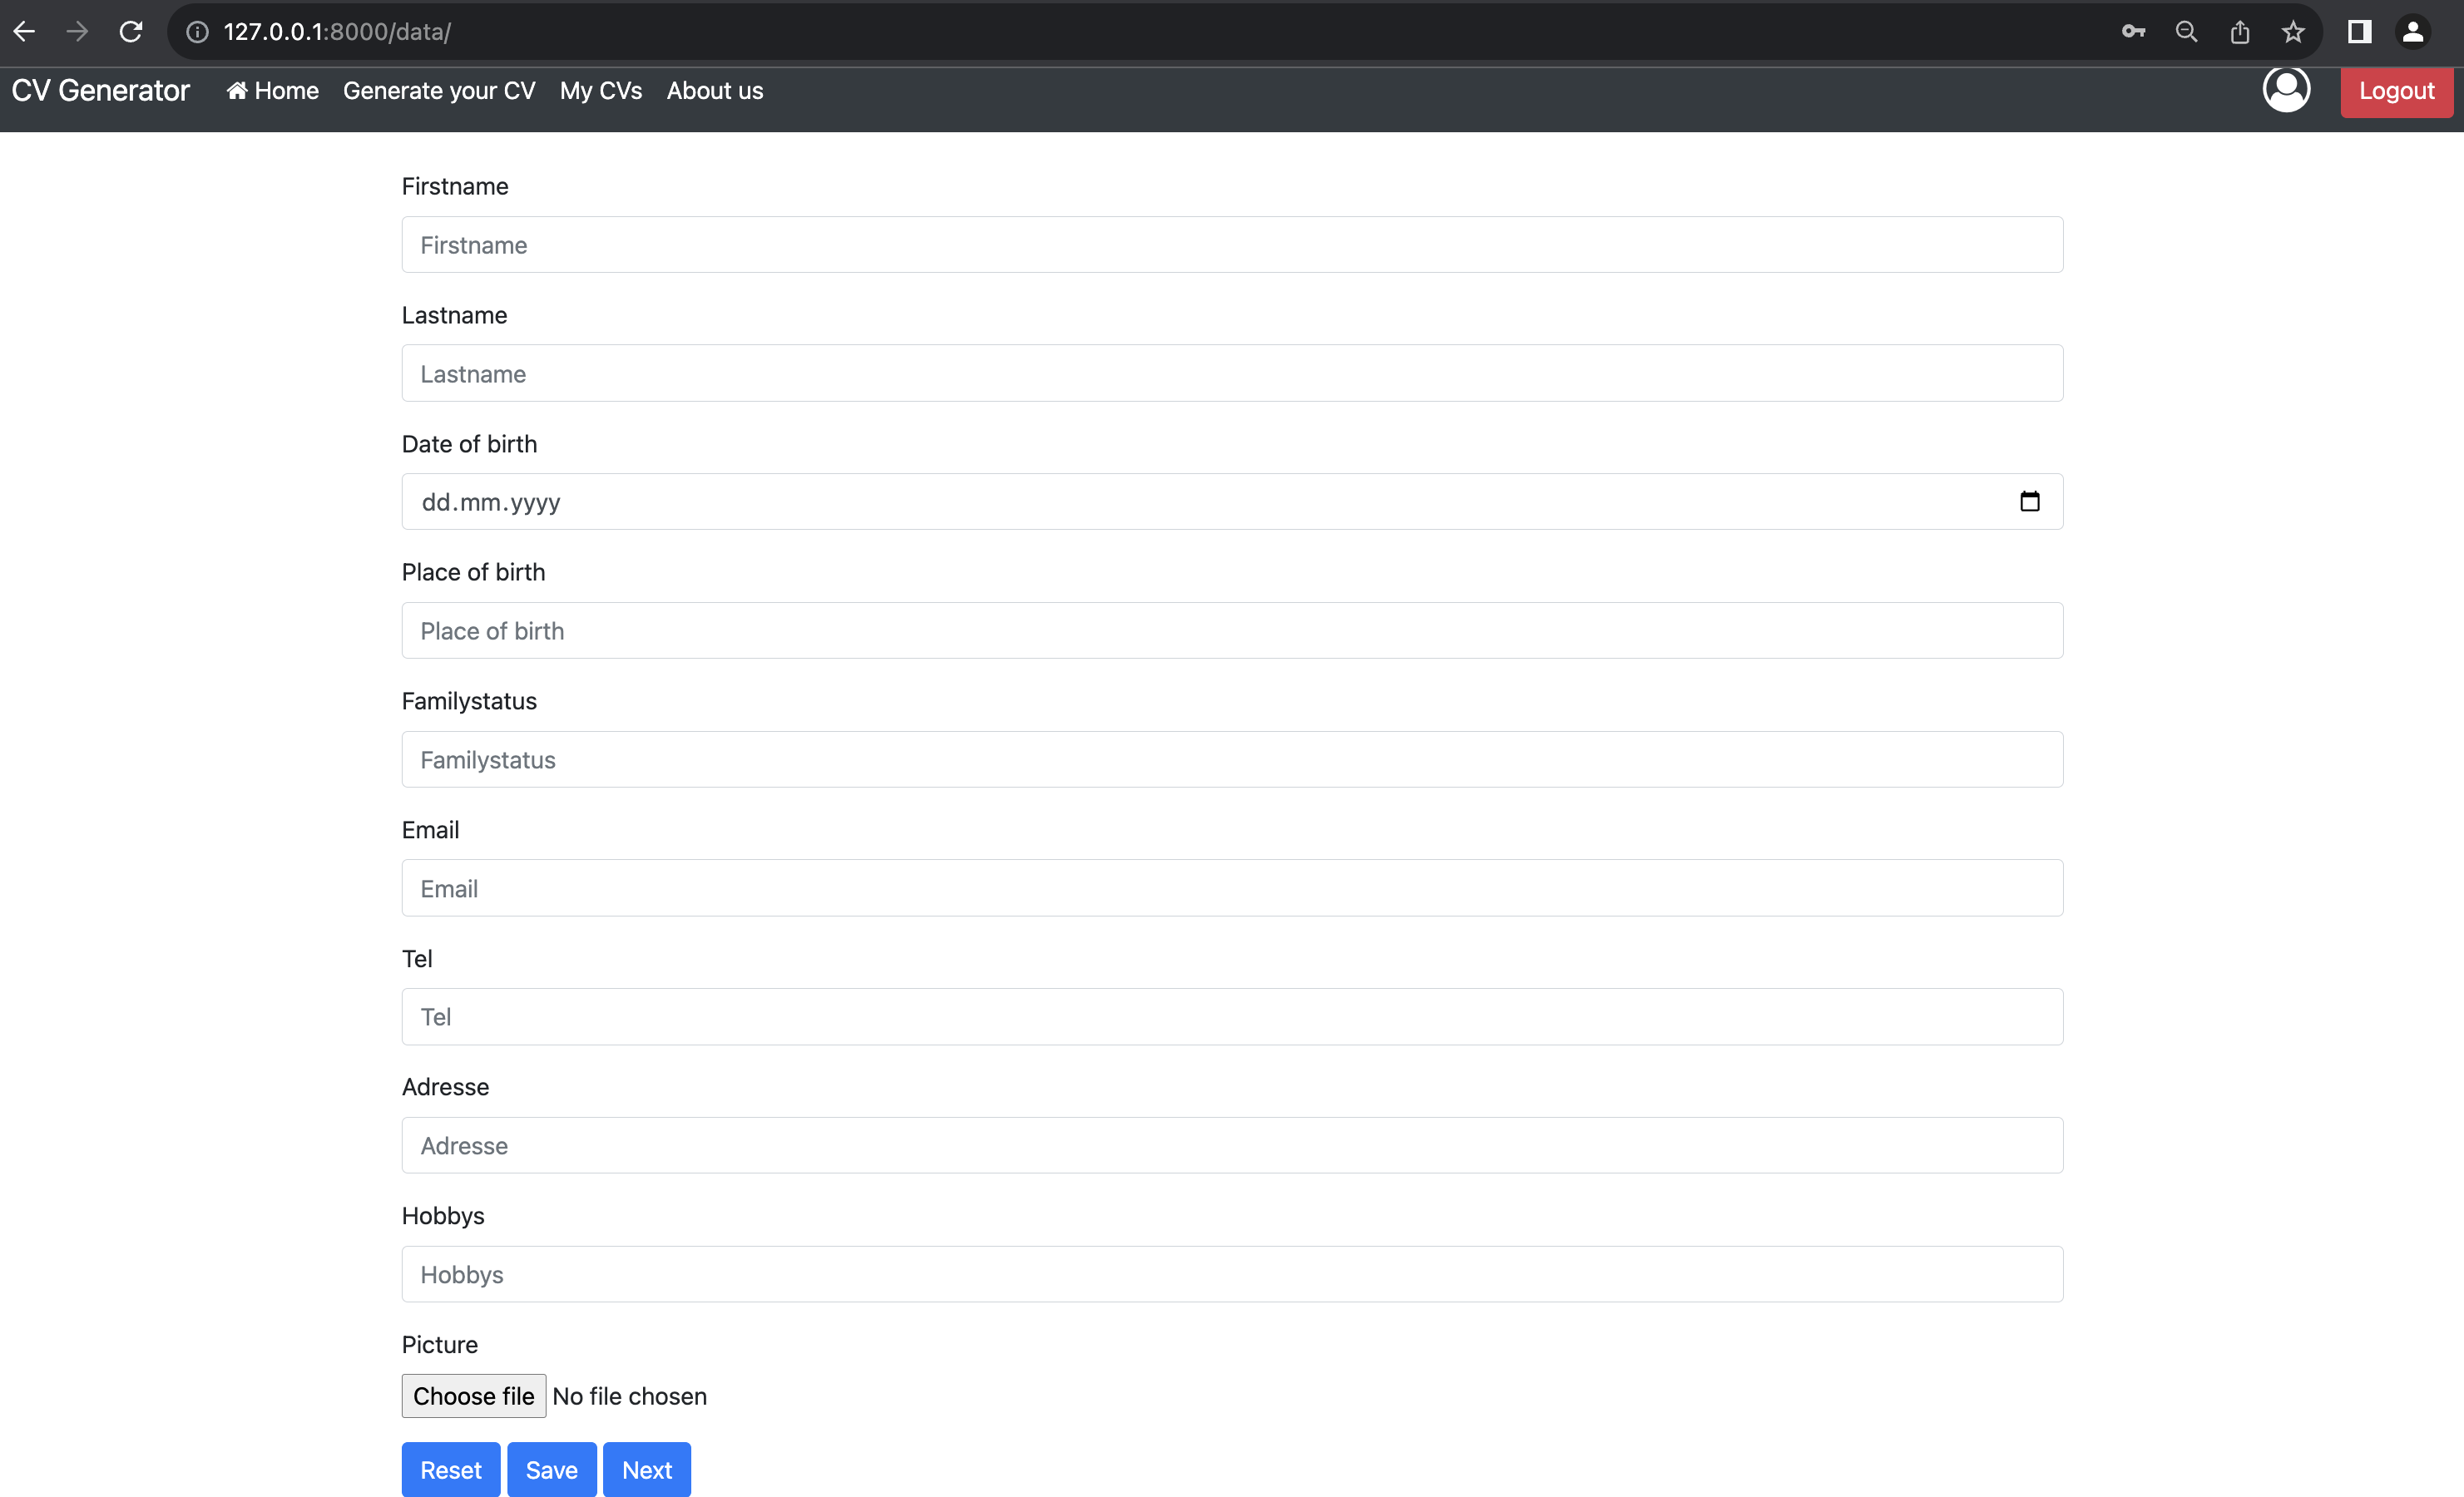 127.0.0.1:8000/data/
CV Generator Home Generate your CV My CVs About us Logout
Firstname
Firstname
Lastname
Lastname
Date of birth
dd.mm.yyyy
Place of birth
Place of birth
Familystatus
Familystatus
Email
Email
Tel
Tel
Adresse
Adresse
Hobbys
Hobbys
Picture
Choose file No file chosen
Reset Save Next